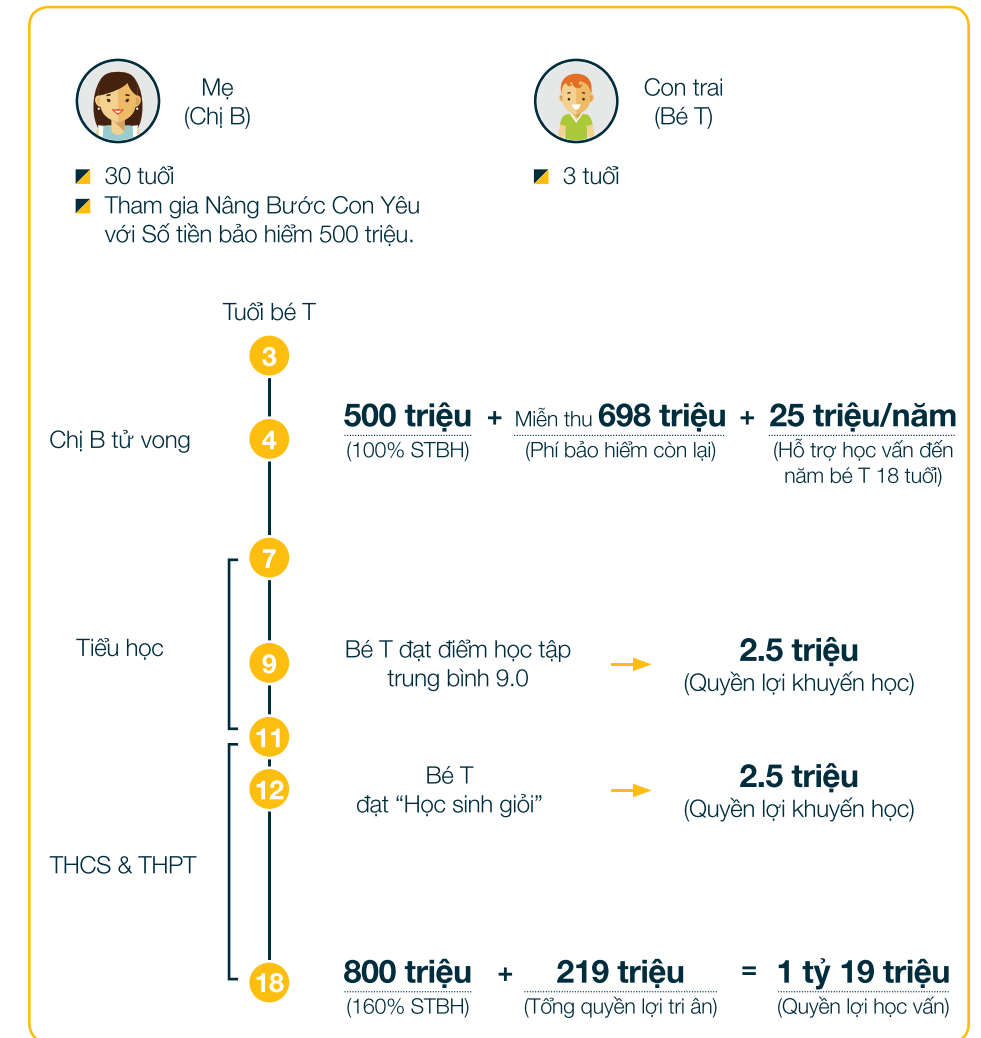 Mẹ
(Chị B)
Con trai
(Bé T)
30 tuổi
Tham gia Nâng Bước Con Yêu
với Số tiền bảo hiểm 500 triệu.
3 tuổi
Tuổi bé T
3
Chị B tử vong
4
500 triệu + Miễn thu 698 triệu + 25 triệu/năm
(100% STBH) (Phí bảo hiểm còn lại) (Hỗ trợ học vấn đến
năm bé T 18 tuổi)
7
Tiểu học
9
Bé T đạt điểm học tập
trung bình 9.0
2.5 triệu
(Quyền lợi khuyến học)
11
12
Bé T
đạt “Học sinh giỏi”
2.5 triệu
(Quyền lợi khuyến học)
THCS & THPT
18
800 triệu + 219 triệu = 1 tỷ 19 triệu
(160% STBH) (Tổng quyền lợi tri ân) (Quyền lợi học vấn)